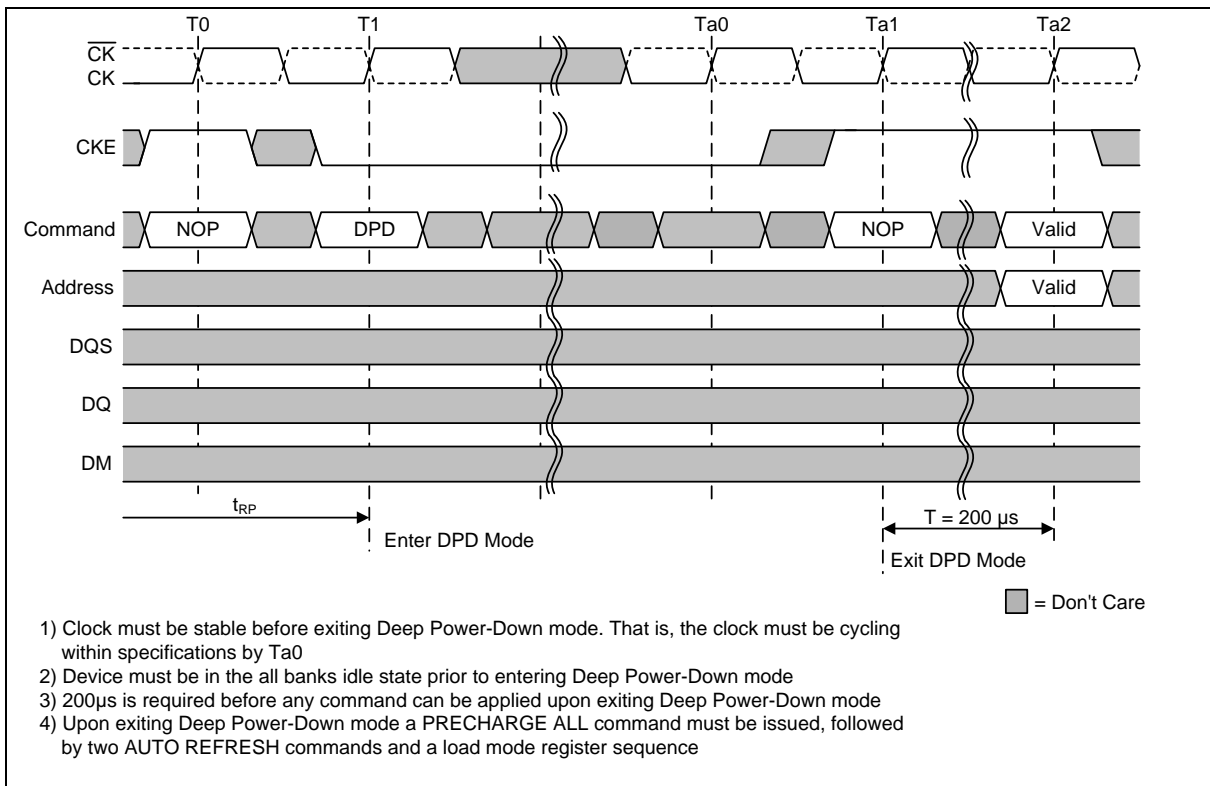 T0 T1 Ta0 Ta1 Ta2
C̅K̅
CK
CKE
Command NOP DPD NOP Valid
Address Valid
DQS
DQ
DM
tRP T = 200 µs
Enter DPD Mode
Exit DPD Mode
= Don't Care
1) Clock must be stable before exiting Deep Power-Down mode. That is, the clock must be cycling
within specifications by Ta0
2) Device must be in the all banks idle state prior to entering Deep Power-Down mode
3) 200µs is required before any command can be applied upon exiting Deep Power-Down mode
4) Upon exiting Deep Power-Down mode a PRECHARGE ALL command must be issued, followed
by two AUTO REFRESH commands and a load mode register sequence